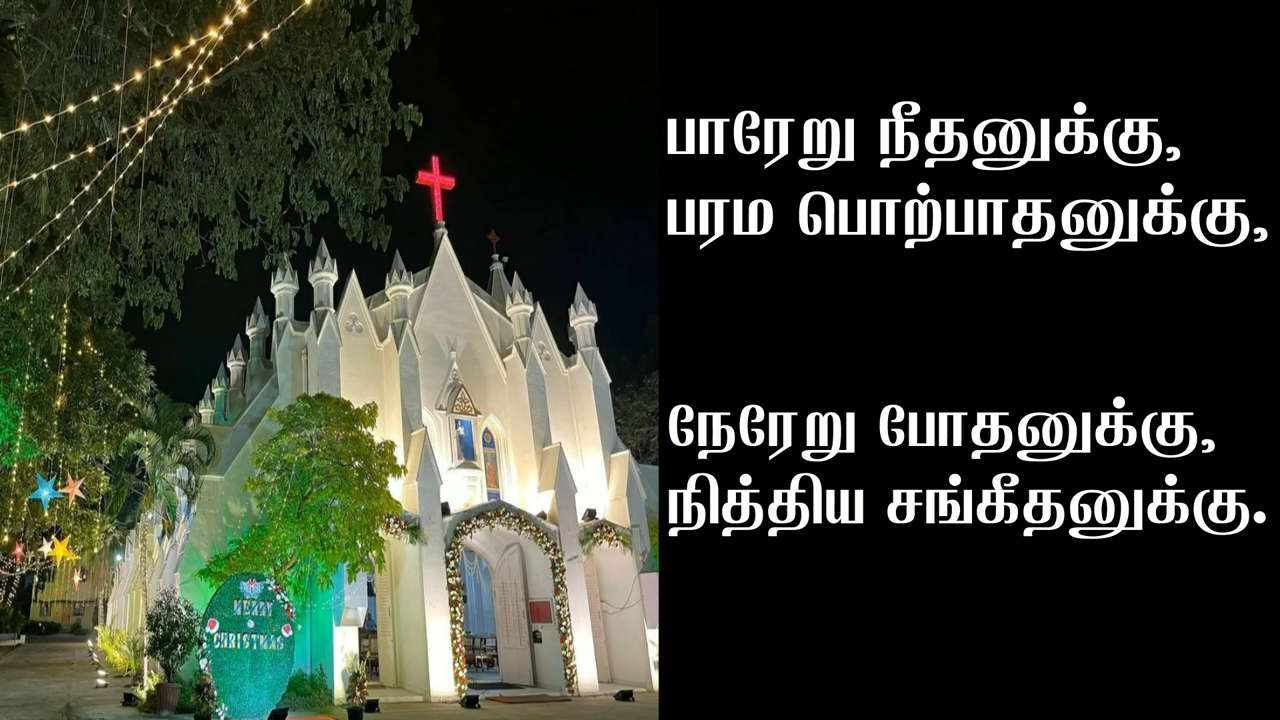 பாரேறு நீதனுக்கு,
பரம பொற்பாதனுக்கு,
நேரேறு போதனுக்கு,
நித்திய சங்கீதனுக்கு.
MERRY
CHRISTMAS